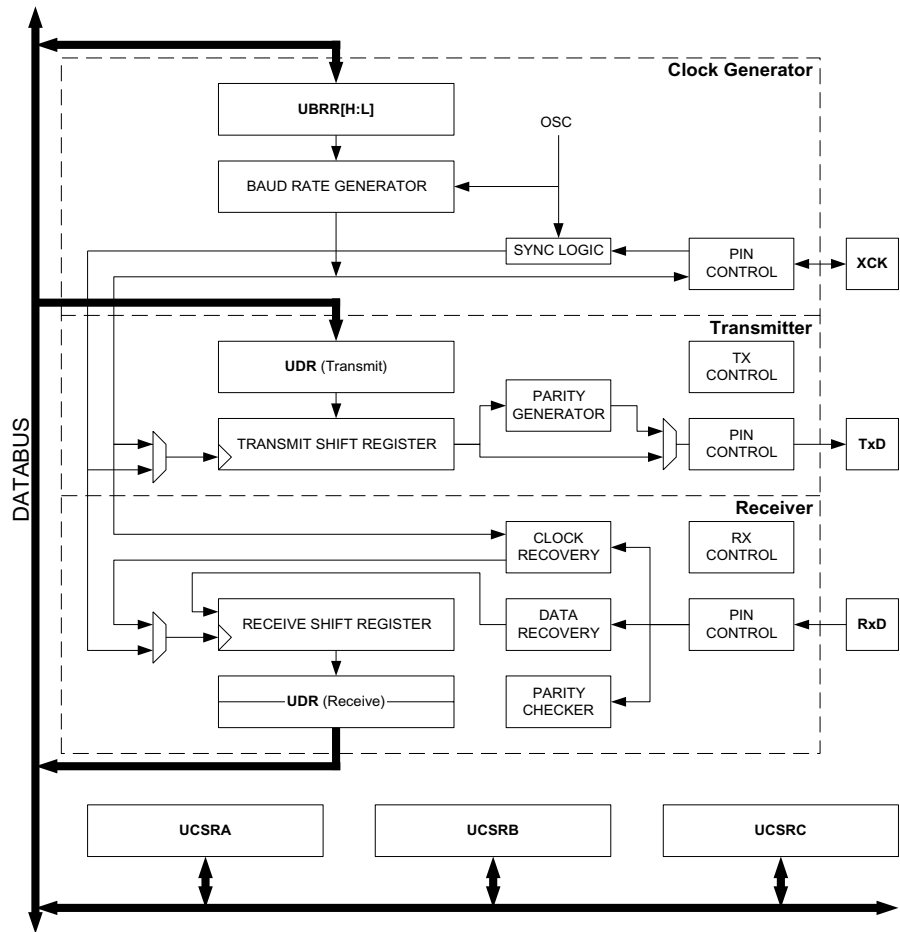 Clock Generator
UBRR[H:L]
OSC
BAUD RATE GENERATOR
SYNC LOGIC
PIN
CONTROL
XCK
Transmitter
UDR (Transmit)
TX
CONTROL
PARITY
GENERATOR
TRANSMIT SHIFT REGISTER
PIN
CONTROL
TxD
DATABUS
Receiver
CLOCK
RECOVERY
RX
CONTROL
RECEIVE SHIFT REGISTER
DATA
RECOVERY
PIN
CONTROL
RxD
UDR (Receive)
PARITY
CHECKER
UCSRA
UCSRB
UCSRC